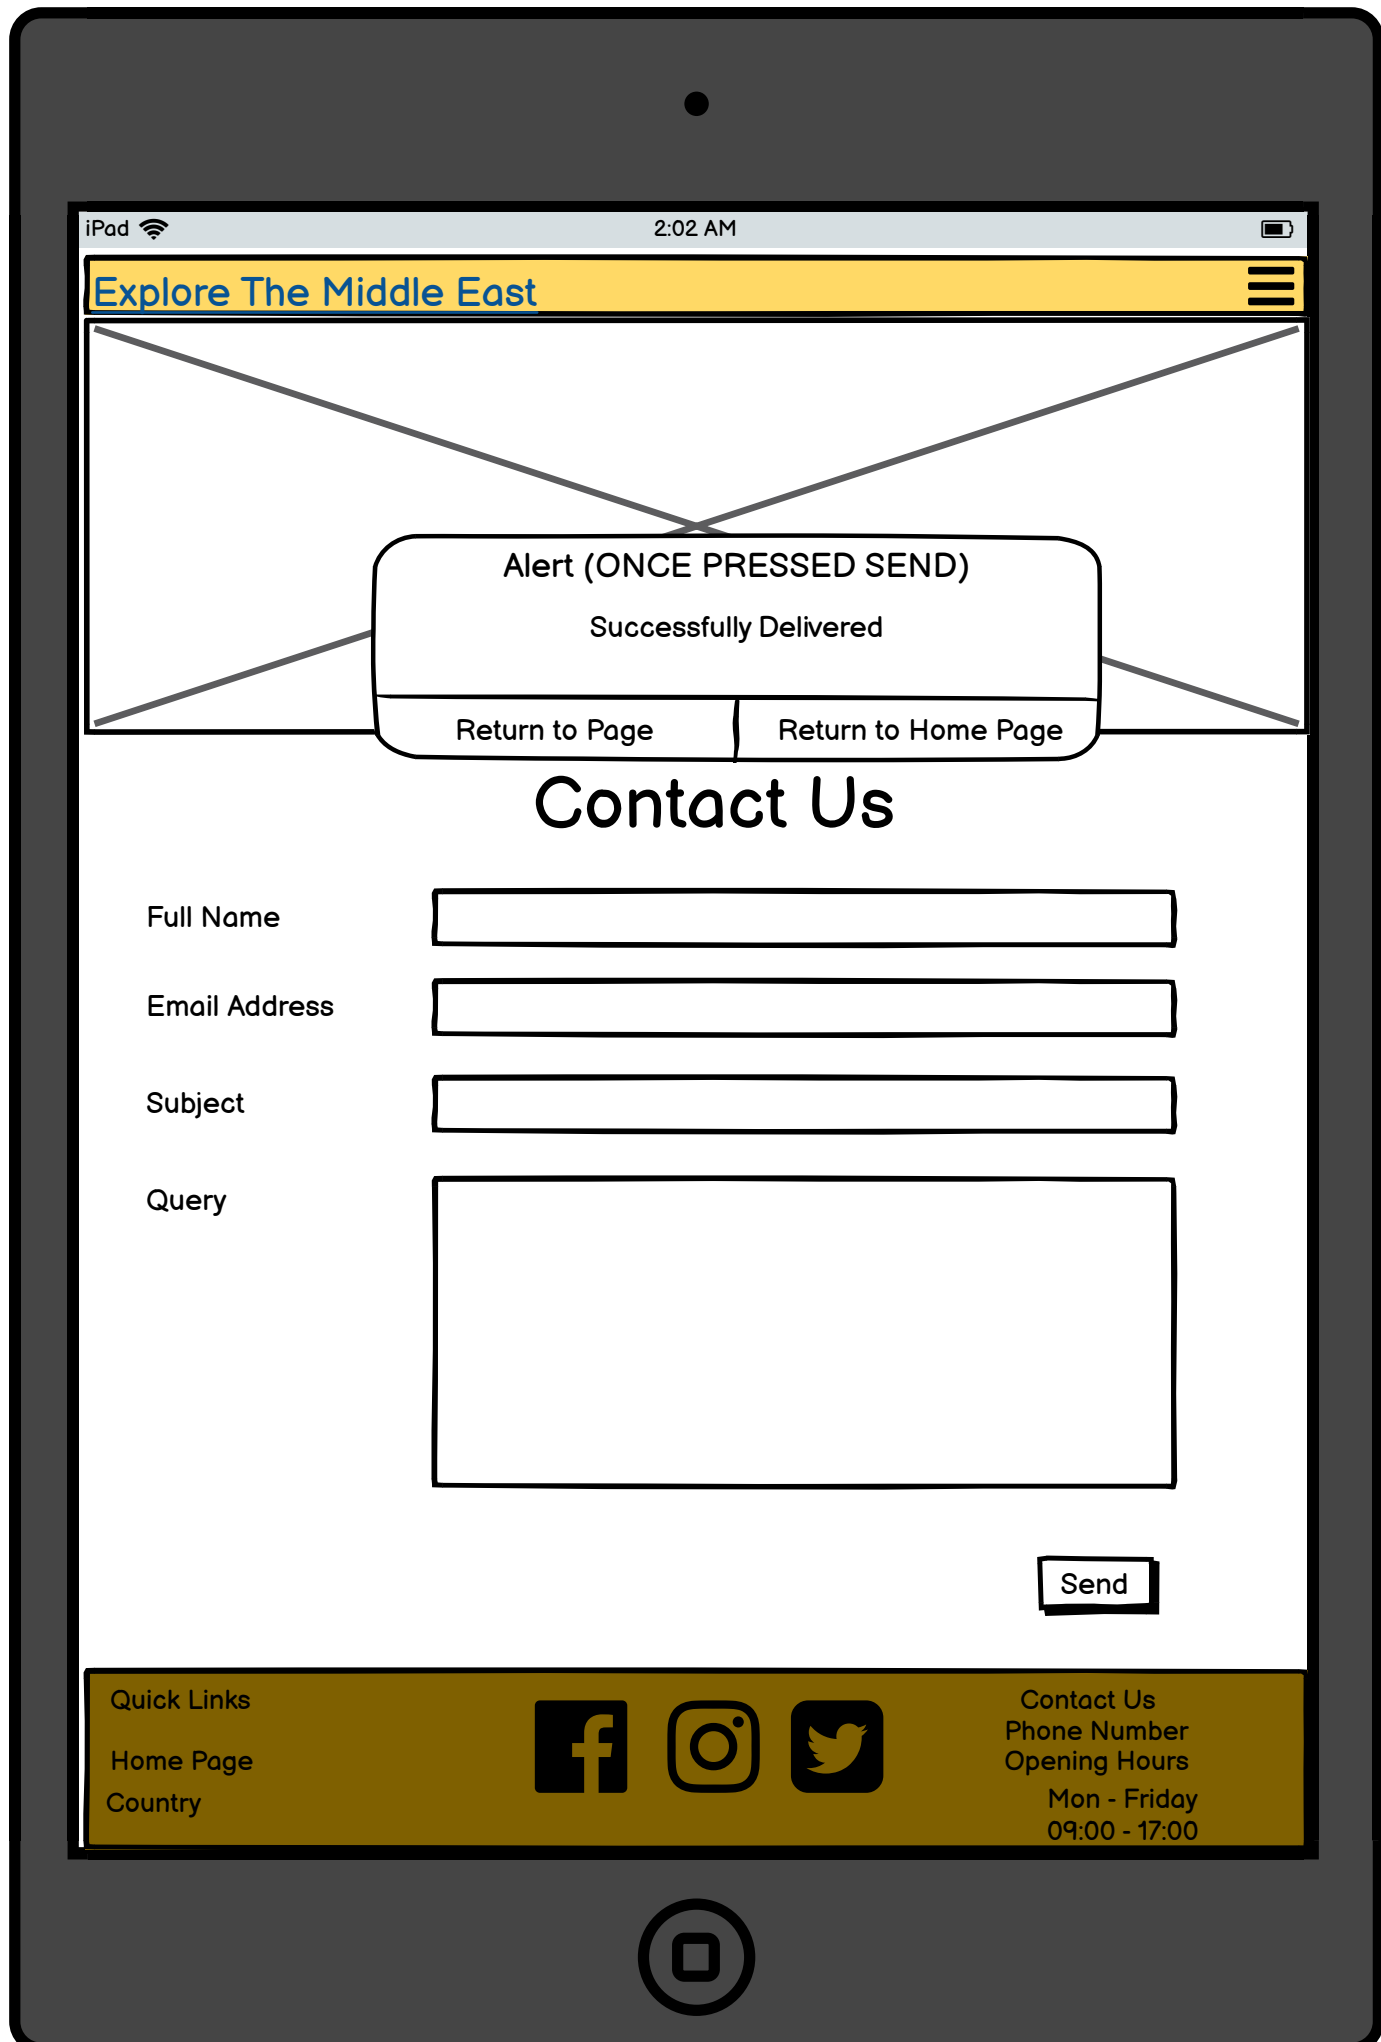 iPad
2:02 AM
Explore The Middle East
Alert (ONCE PRESSED SEND)
Successfully Delivered
Return to Page
Return to Home Page
Contact Us
Full Name
Email Address
Subject
Query
Send
Quick Links
Home Page
Country
Contact Us
Phone Number
Opening Hours
Mon - Friday
09:00 - 17:00